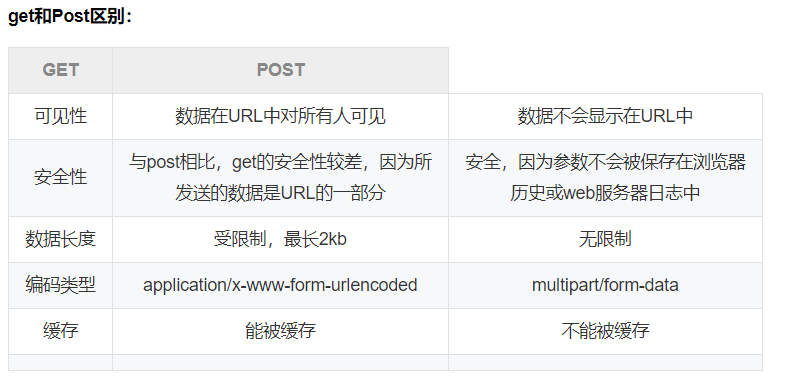 get和Post区别：
GET POST
可见性 数据在URL中对所有人可见 数据不会显示在URL中
安全性 与post相比，get的安全性较差，因为所
发送的数据是URL的一部分 安全，因为参数不会被保存在浏览器
历史或web服务器日志中
数据长度 受限制，最长2kb 无限制
编码类型 application/x-www-form-urlencoded multipart/form-data
缓存 能被缓存 不能被缓存